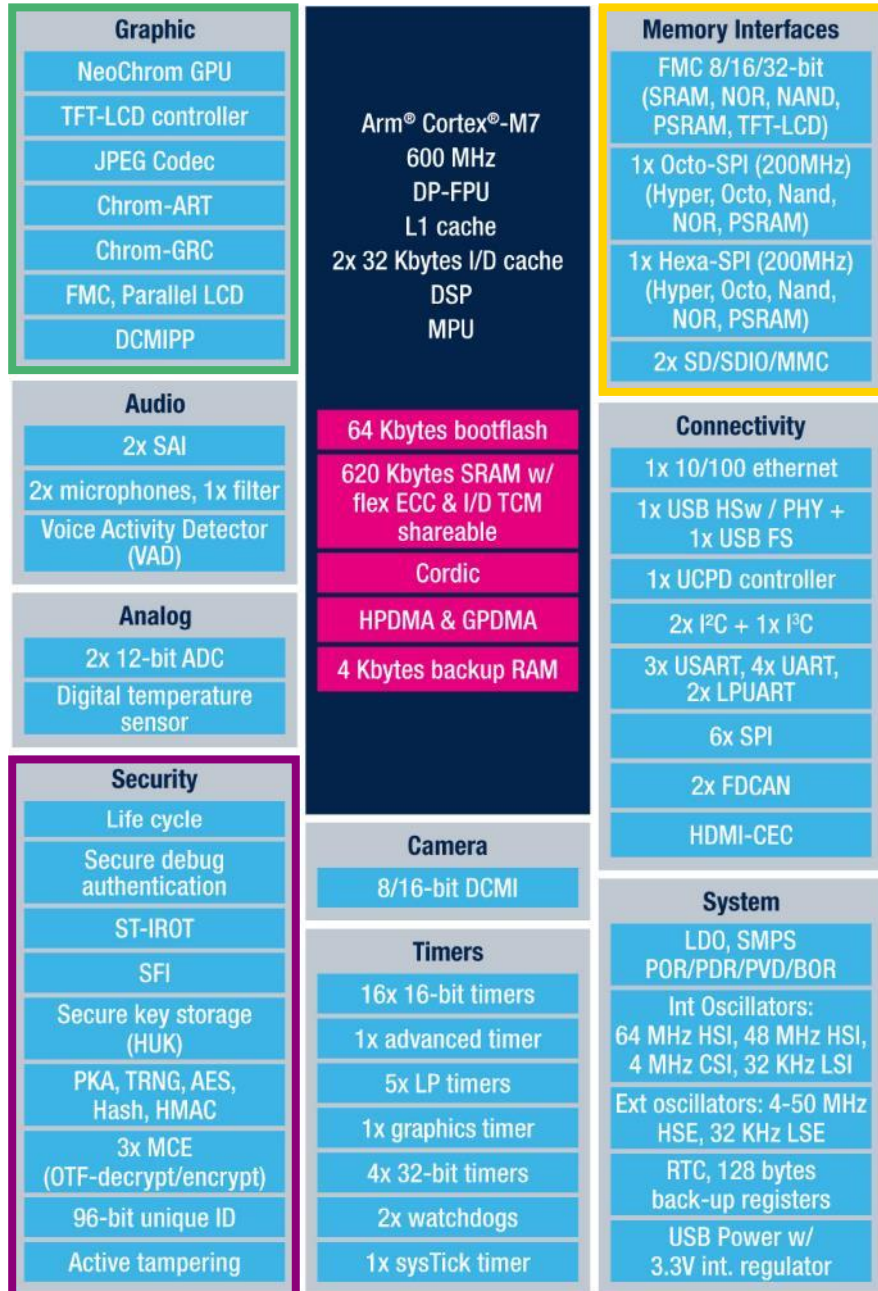 Graphic
NeoChrom GPU
TFT-LCD controller
JPEG Codec
Chrom-ART
Chrom-GRC
FMC, Parallel LCD
DCMIPP
Audio
2x SAI
2x microphones, 1x filter
Voice Activity Detector
(VAD)
Analog
2x 12-bit ADC
Digital temperature
sensor
Security
Life cycle
Secure debug
authentication
ST-IROT
SFI
Secure key storage
(HUK)
PKA, TRNG, AES,
Hash, HMAC
3x MCE
(OTF-decrypt/encrypt)
96-bit unique ID
Active tampering
Arm® Cortex®-M7
600 MHz
DP-FPU
L1 cache
2x 32 Kbytes I/D cache
DSP
MPU
64 Kbytes bootflash
620 Kbytes SRAM w/
flex ECC & I/D TCM
shareable
Cordic
HPDMA & GPDMA
4 Kbytes backup RAM
Camera
8/16-bit DCMI
Timers
16x 16-bit timers
1x advanced timer
5x LP timers
1x graphics timer
4x 32-bit timers
2x watchdogs
1x sysTick timer
Memory Interfaces
FMC 8/16/32-bit
(SRAM, NOR, NAND,
PSRAM, TFT-LCD)
1x Octo-SPI (200MHz)
(Hyper, Octo, Nand,
NOR, PSRAM)
1x Hexa-SPI (200MHz)
(Hyper, Octo, Nand,
NOR, PSRAM)
2x SD/SDIO/MMC
Connectivity
1x 10/100 ethernet
1x USB HSw / PHY +
1x USB FS
1x UCPD controller
2x I²C + 1x I³C
3x USART, 4x UART,
2x LPUART
6x SPI
2x FDCAN
HDMI-CEC
System
LDO, SMPS
POR/PDR/PVD/BOR
Int Oscillators:
64 MHz HSI, 48 MHz HSI,
4 MHz CSI, 32 KHz LSI
Ext oscillators: 4-50 MHz
HSE, 32 KHz LSE
RTC, 128 bytes
back-up registers
USB Power w/
3.3V int. regulator